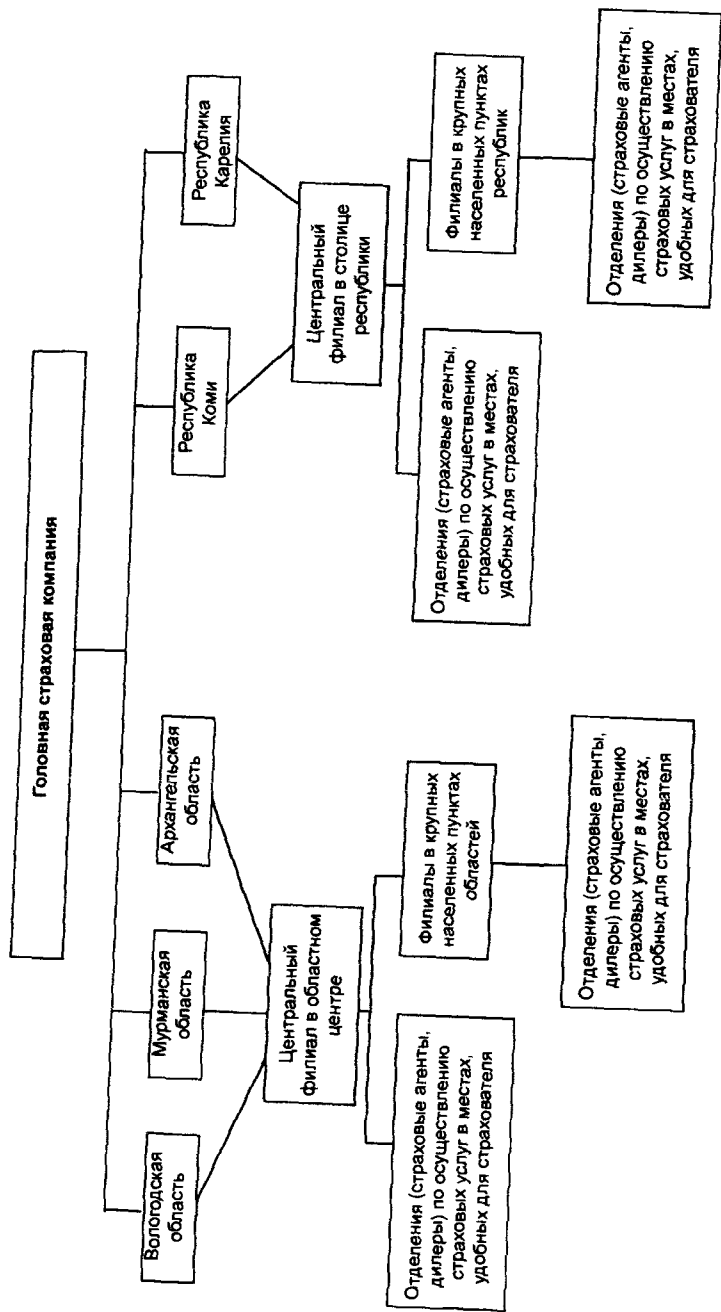 Головная страховая компания
Вологодская
область
Мурманская
область
Архангельская
область
Республика
Коми
Республика
Карелия
Центральный
филиал в областном
центре
Центральный
филиал в столице
республики
Отделения (страховые агенты,
дилеры) по осуществлению
страховых услуг в местах,
удобных для страхователя
Филиалы в крупных
населенных пунктах
областей
Отделения (страховые агенты,
дилеры) по осуществлению
страховых услуг в местах,
удобных для страхователя
Филиалы в крупных
населенных пунктах
республик
Отделения (страховые агенты,
дилеры) по осуществлению
страховых услуг в местах,
удобных для страхователя
Отделения (страховые агенты,
дилеры) по осуществлению
страховых услуг в местах,
удобных для страхователя